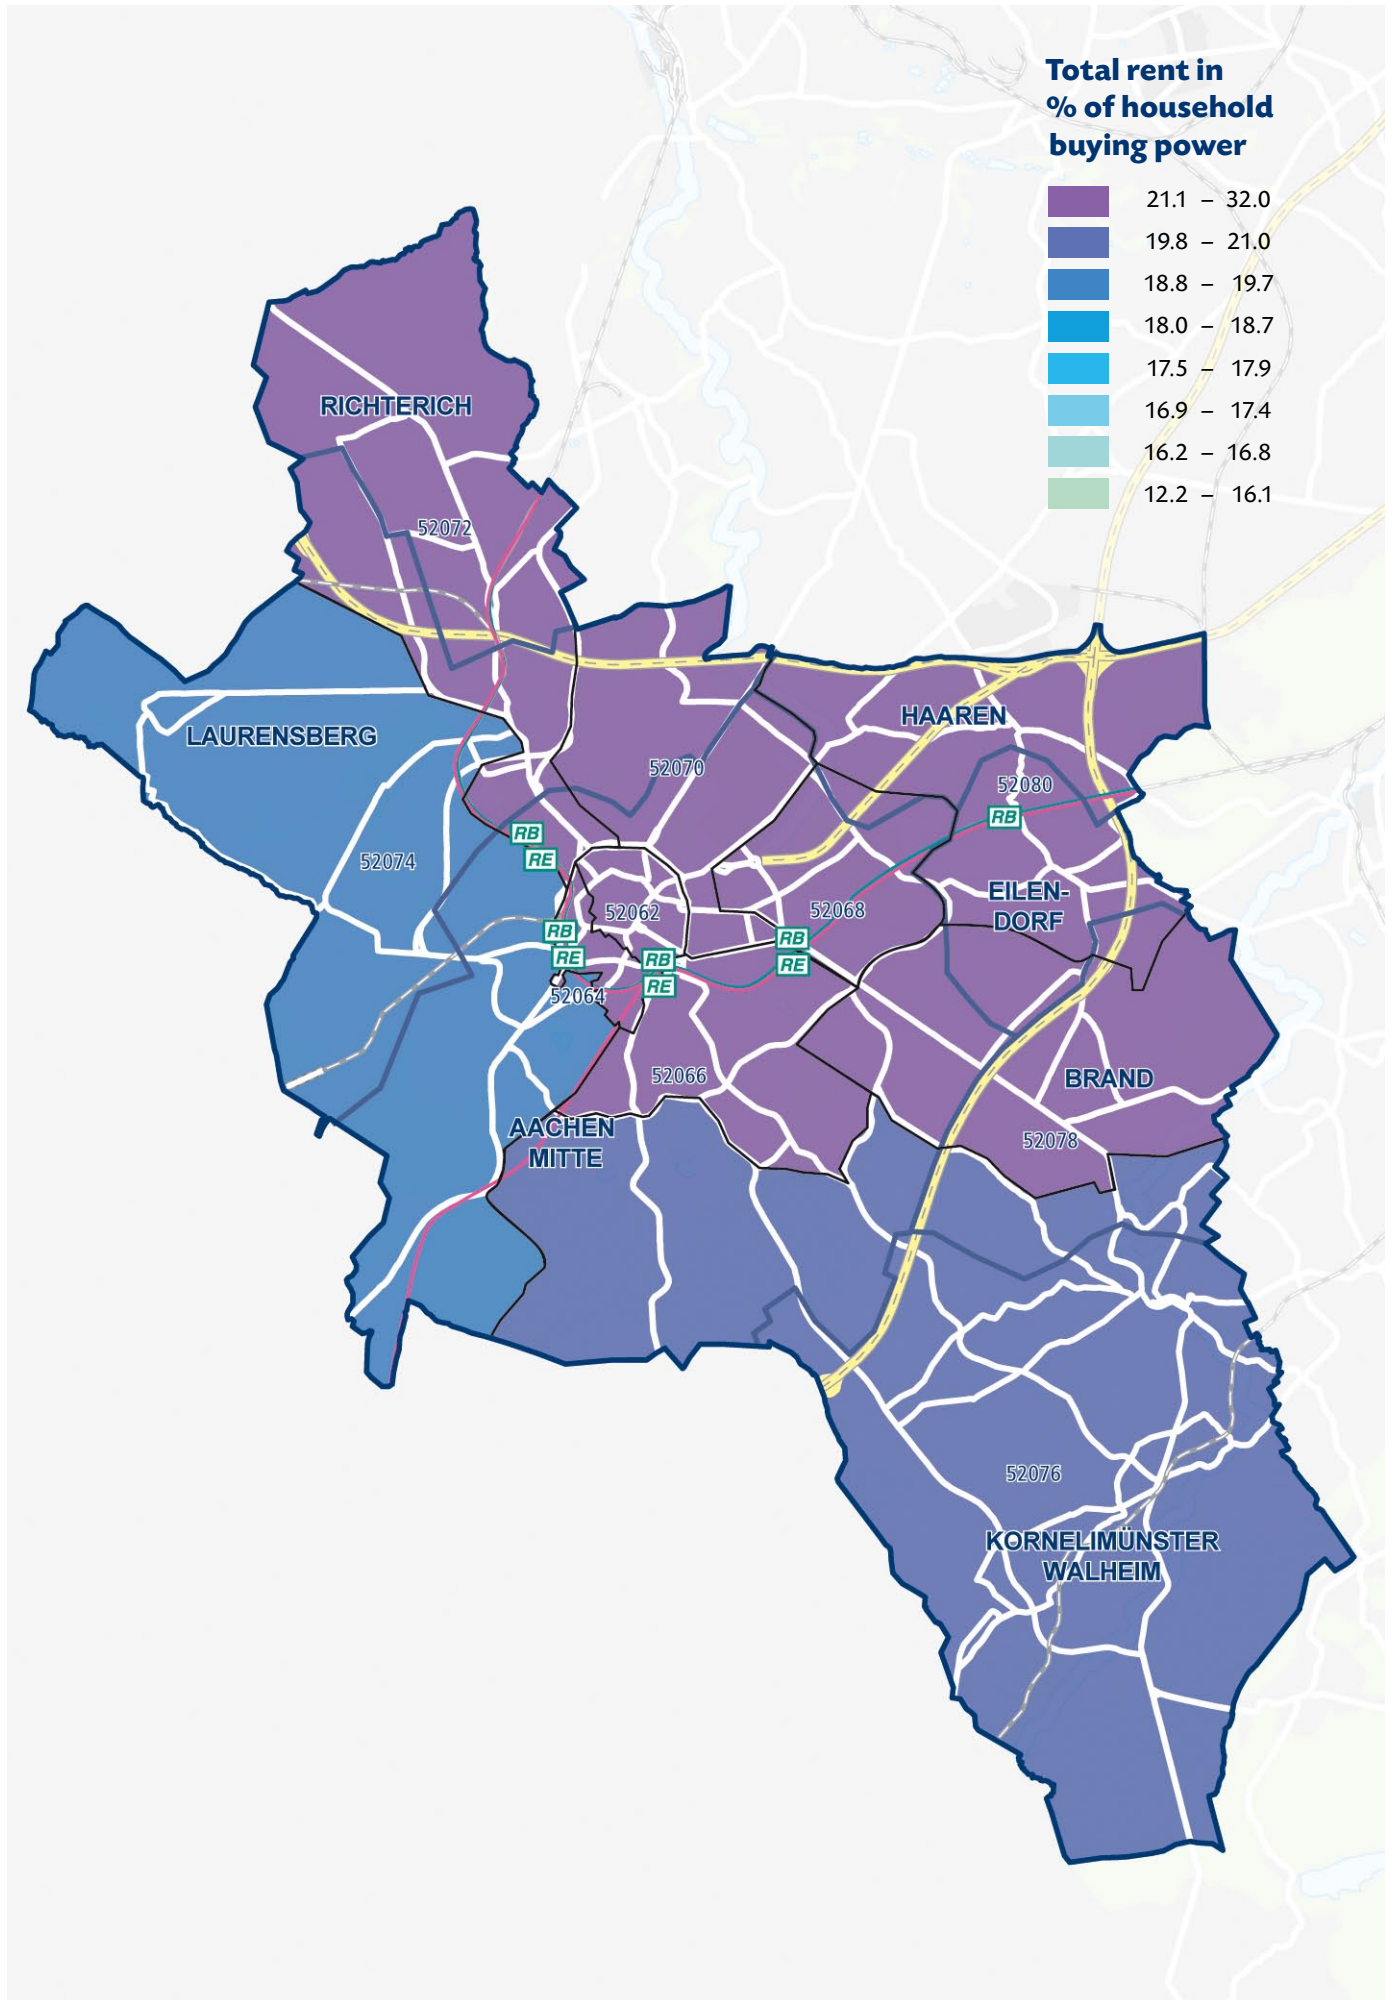 Total rent in
% of household
buying power
21.1 – 32.0
19.8 – 21.0
18.8 – 19.7
18.0 – 18.7
17.5 – 17.9
16.9 – 17.4
16.2 – 16.8
12.2 – 16.1
RICHTERICH
52072
LAURENSBERG
HAAREN
52070
52080
RB
RB
RE
52074
EILEN-
DORF
52062
52068
RB
RE
RB
RE
RB
RE
52064
52066
BRAND
AACHEN
MITTE
52078
52076
KORNELIMÜNSTER
WALHEIM